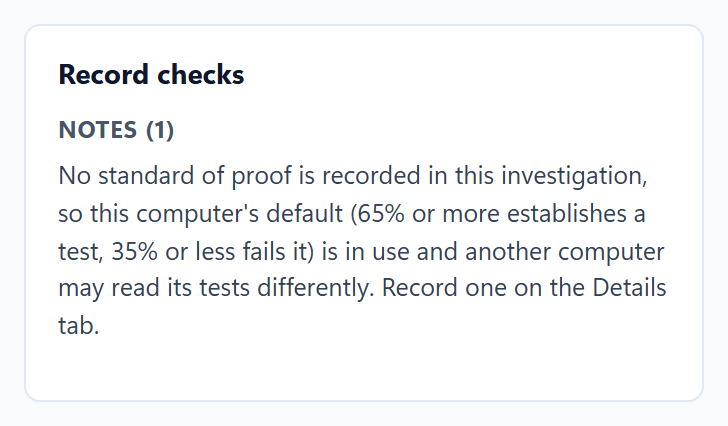 Record checks
NOTES (1)
No standard of proof is recorded in this investigation,
so this computer's default (65% or more establishes a
test, 35% or less fails it) is in use and another computer
may read its tests differently. Record one on the Details
tab.